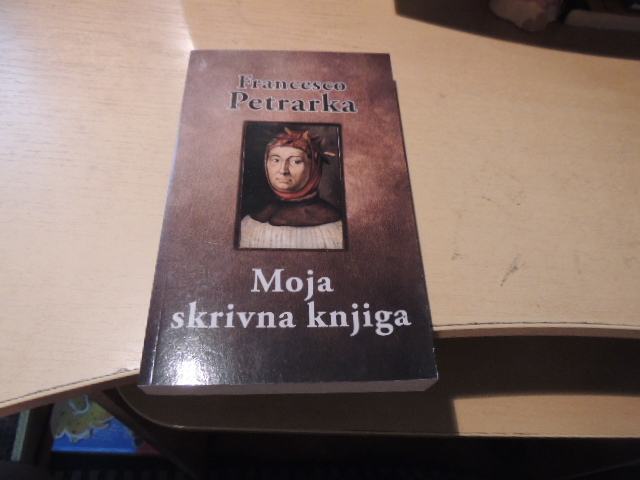 Francesco
Petrarka
Moja
skrivna knjiga